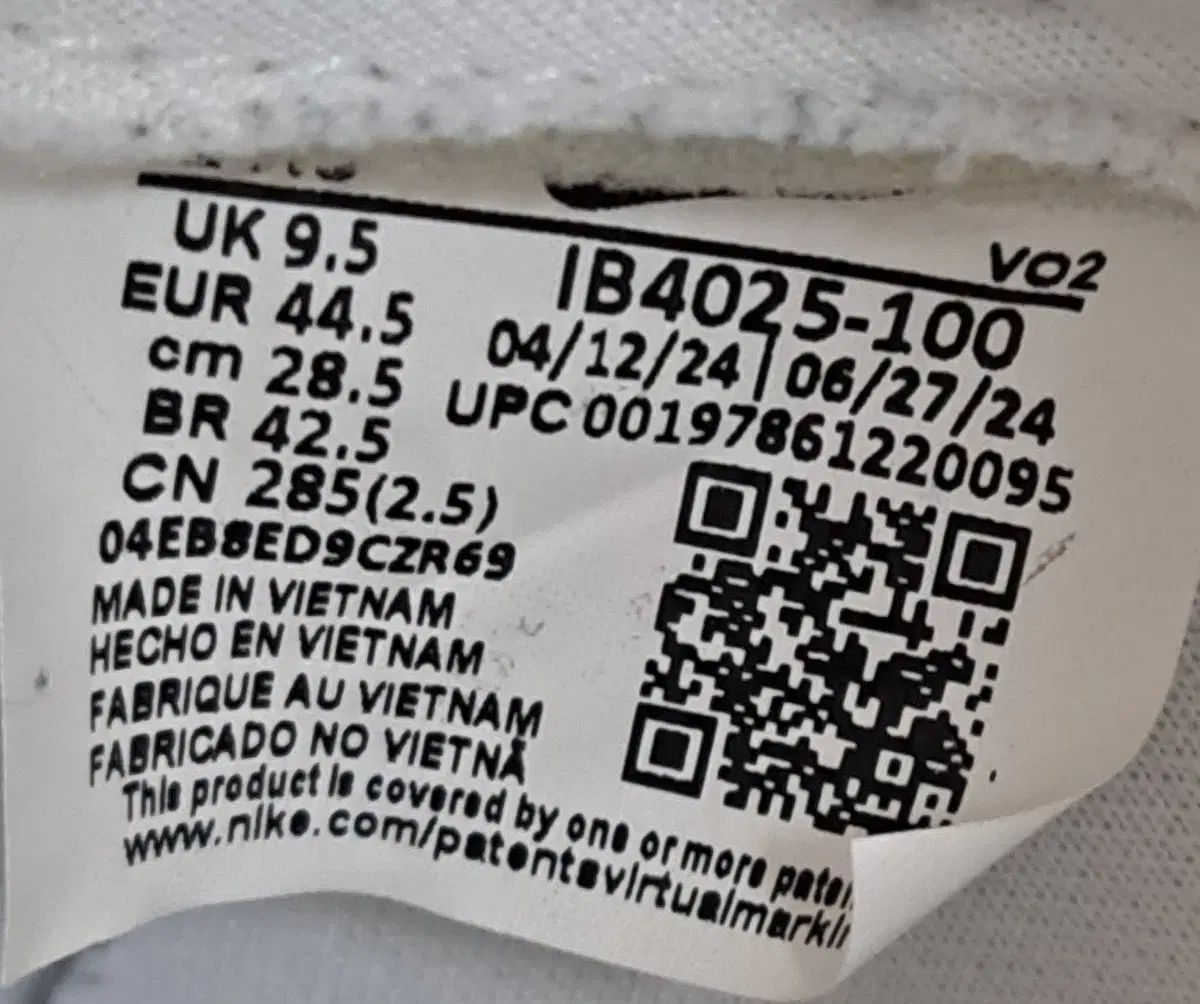 UK 9.5
EUR 44.5
cm 28.5
BR 42.5
CN 285(2.5)
04EB8ED9CZR69
VO2
IB4025-100
04/12/24 | 06/27/24
UPC 00197861220095
MADE IN VIETNAM
HECHO EN VIETNAM
FABRIQUE AU VIETNAM
FABRICADO NO VIETNÃ
This product is covered by one or more
www.nike.com/patentsvirtualmarki